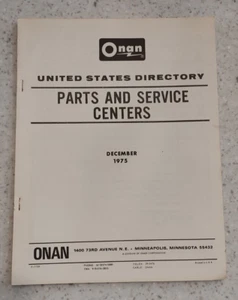 Onan
UNITED STATES DIRECTORY
PARTS AND SERVICE
CENTERS
DECEMBER
1975
ONAN
1400 73RD AVENUE N.E. • MINNEAPOLIS, MINNESOTA 55432